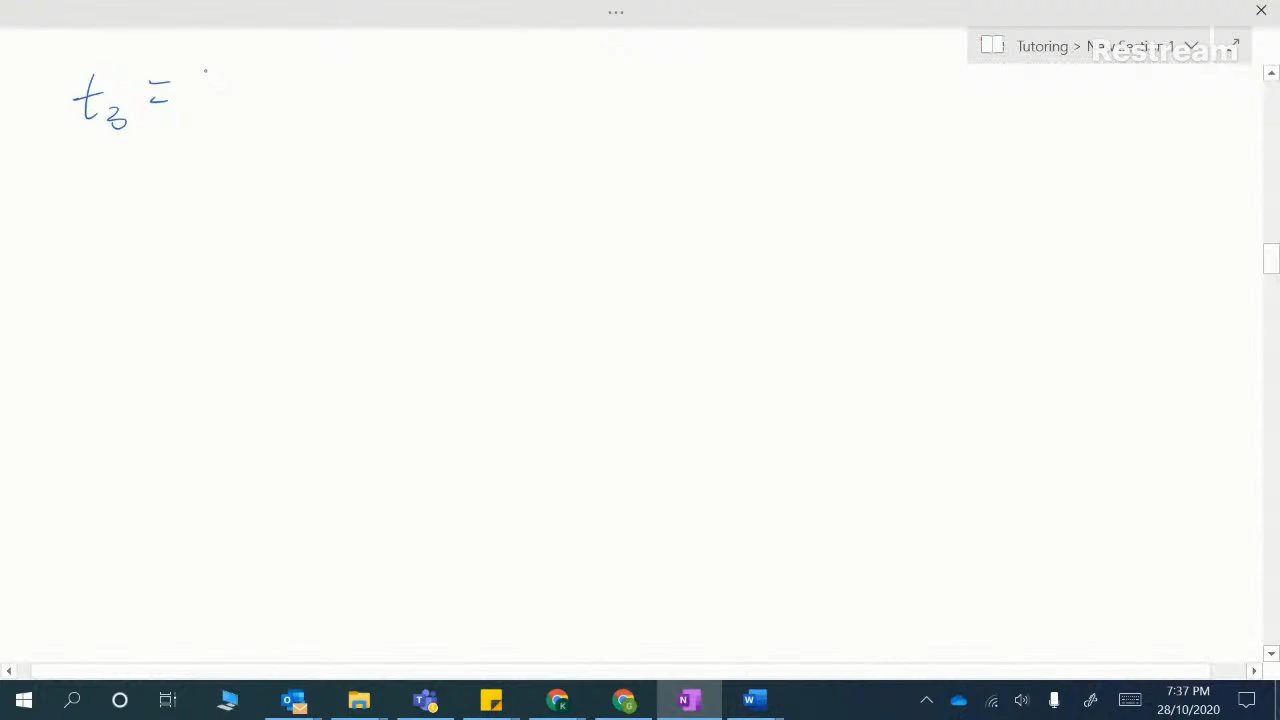 Tutoring > New Section 1
Restream
t₃ =
7:37 PM
28/10/2020